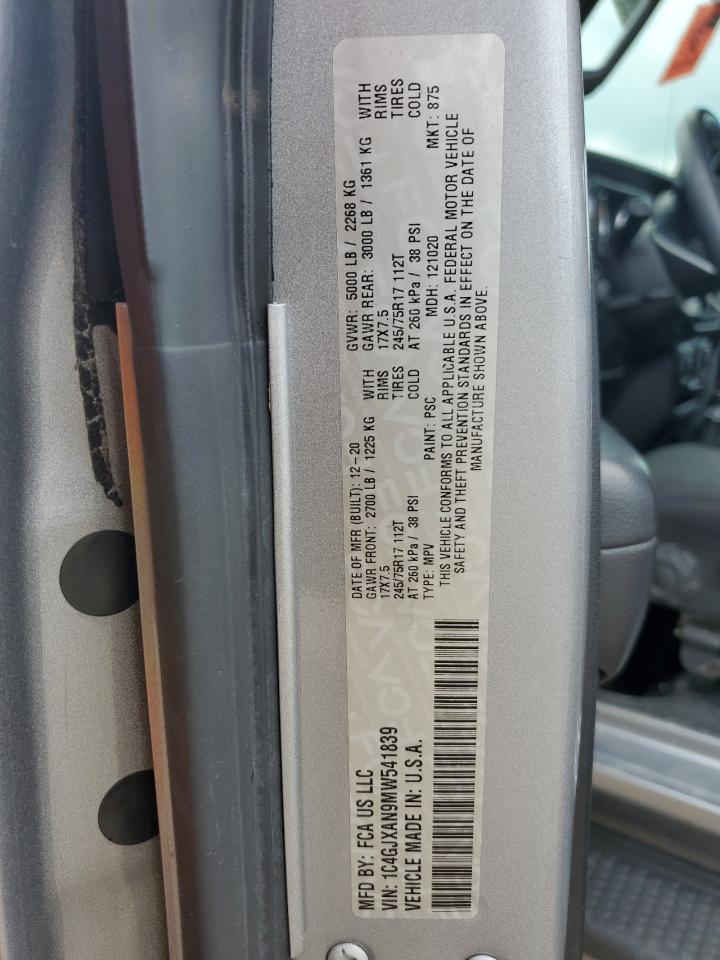 MFD BY: FCA US LLC
DATE OF MFR (BUILT): 12-20
GVWR: 5000 LB / 2268 KG
GAWR FRONT: 2700 LB / 1225 KG WITH
GAWR REAR: 3000 LB / 1361 KG WITH
17X7.5 RIMS
17X7.5 RIMS
245/75R17 112T TIRES
245/75R17 112T TIRES
AT 260 kPa / 38 PSI COLD
AT 260 kPa / 38 PSI COLD
VIN: 1C4GJXAN9MW541839
TYPE: MPV PAINT: PSC MDH: 121020 MKT: 875
VEHICLE MADE IN: U.S.A.
THIS VEHICLE CONFORMS TO ALL APPLICABLE U.S.A. FEDERAL MOTOR VEHICLE
SAFETY AND THEFT PREVENTION STANDARDS IN EFFECT ON THE DATE OF
MANUFACTURE SHOWN ABOVE.